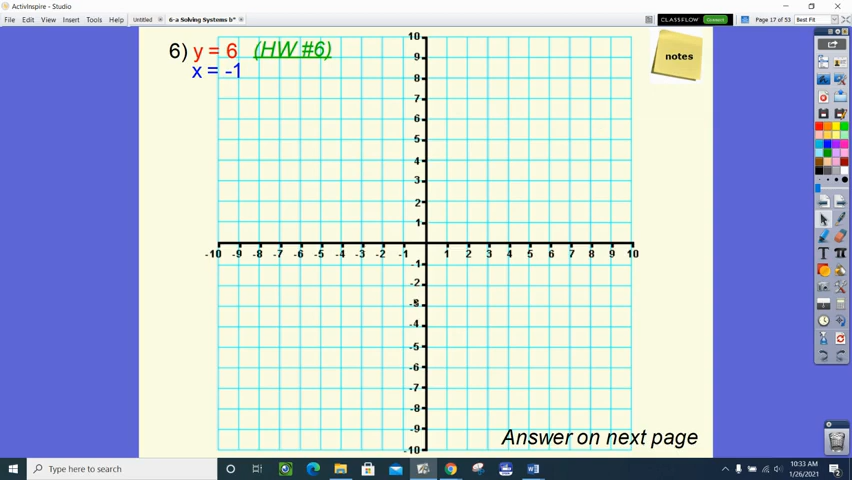 ActivInspire - Studio
File Edit View Insert Tools Help Untitled 6-a Solving Systems b* CLASSFLOW Connect Page 17 of 53 Best Fit
6) y = 6 (HW #6)
x = -1
notes
10
9
8
7
6
5
4
3
2
1
-10 -9 -8 -7 -6 -5 -4 -3 -2 -1 1 2 3 4 5 6 7 8 9 10
-1
-2
-3
-4
-5
-6
-7
-8
-9
-10
Answer on next page
Type here to search
10:33 AM
1/26/2021
2